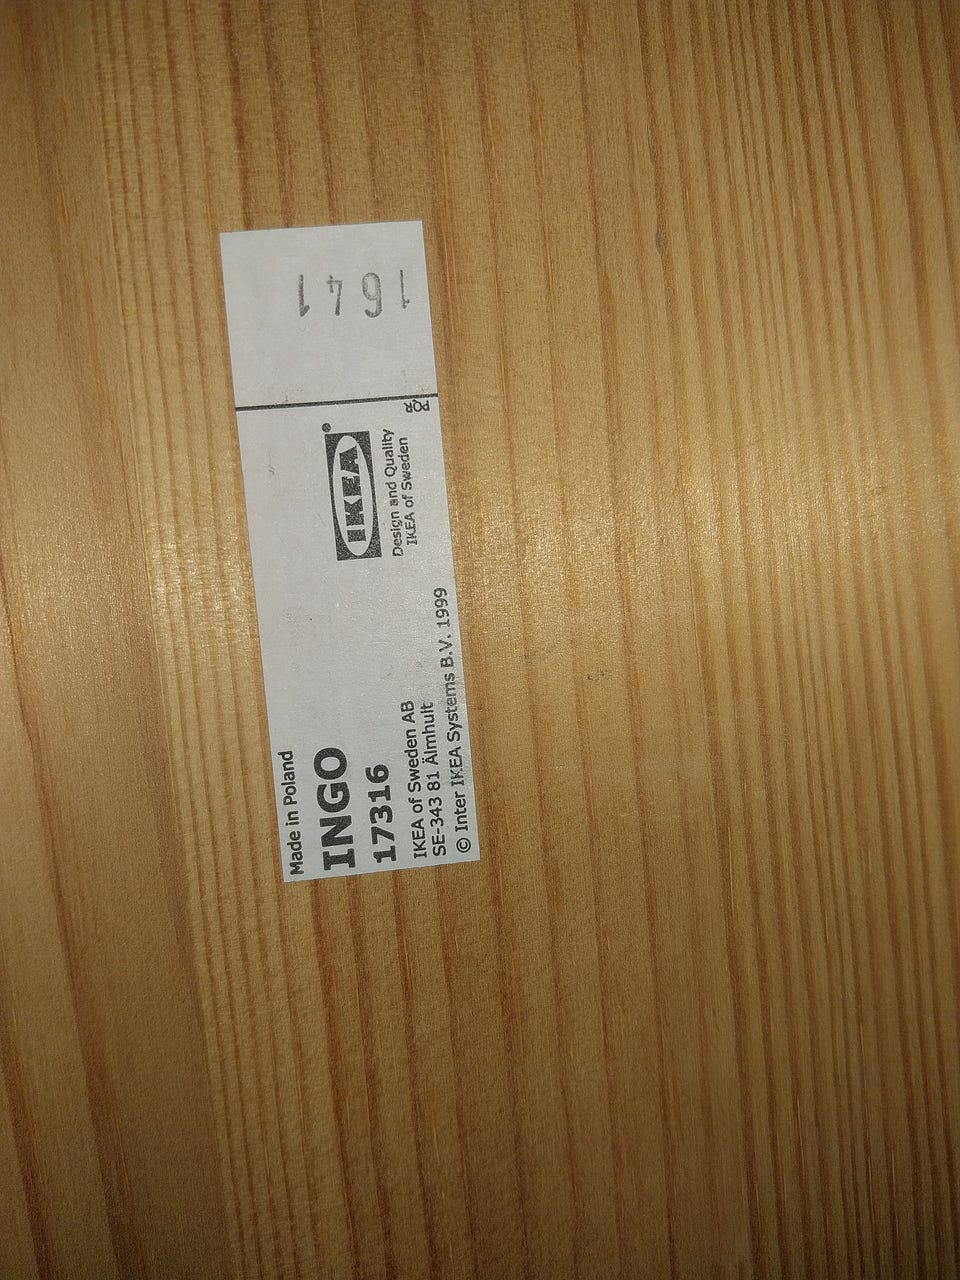 Made in Poland
INGO
17316
IKEA of Sweden AB
SE-343 81 Älmhult
© Inter IKEA Systems B.V. 1999
IKEA®
Design and Quality
IKEA of Sweden
1641